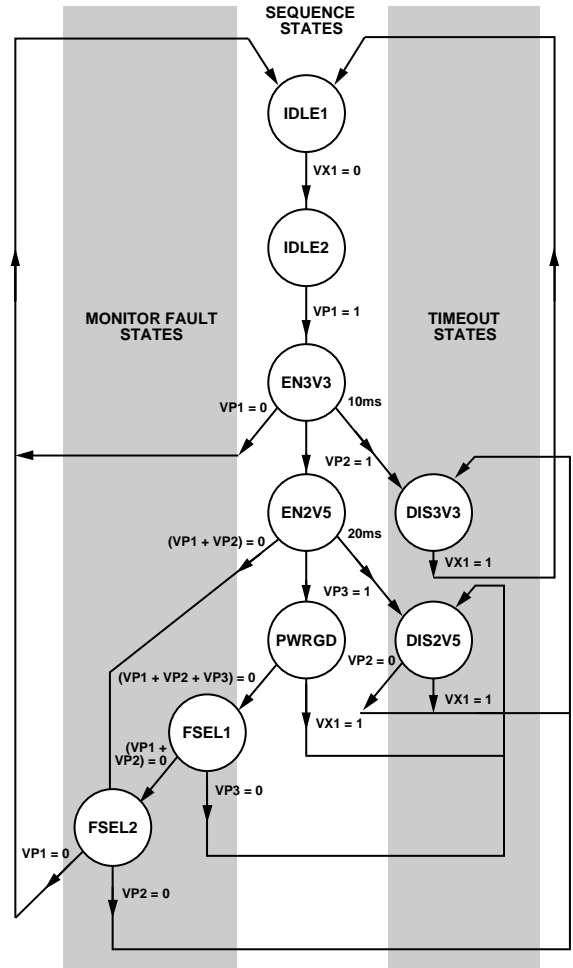 SEQUENCE
STATES
IDLE1
VX1 = 0
IDLE2
MONITOR FAULT
STATES
VP1 = 1
TIMEOUT
STATES
EN3V3
VP1 = 0
10ms
VP2 = 1
EN2V5
DIS3V3
(VP1 + VP2) = 0
20ms
VX1 = 1
VP3 = 1
PWRGD
DIS2V5
VP2 = 0
(VP1 + VP2 + VP3) = 0
VX1 = 1
FSEL1
VX1 = 1
(VP1 +
VP2) = 0
VP3 = 0
FSEL2
VP1 = 0
VP2 = 0